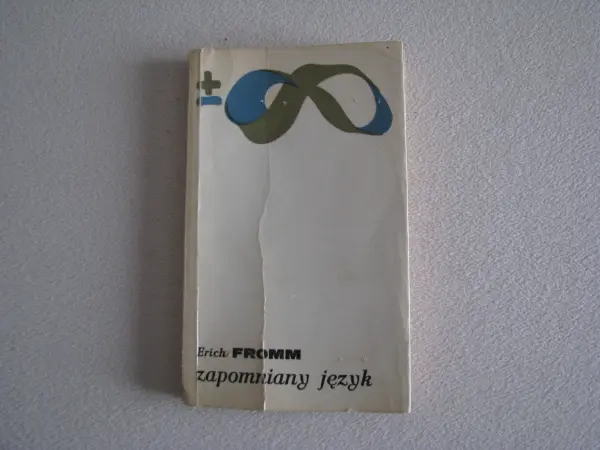 ±
Erich FROMM
zapomniany język